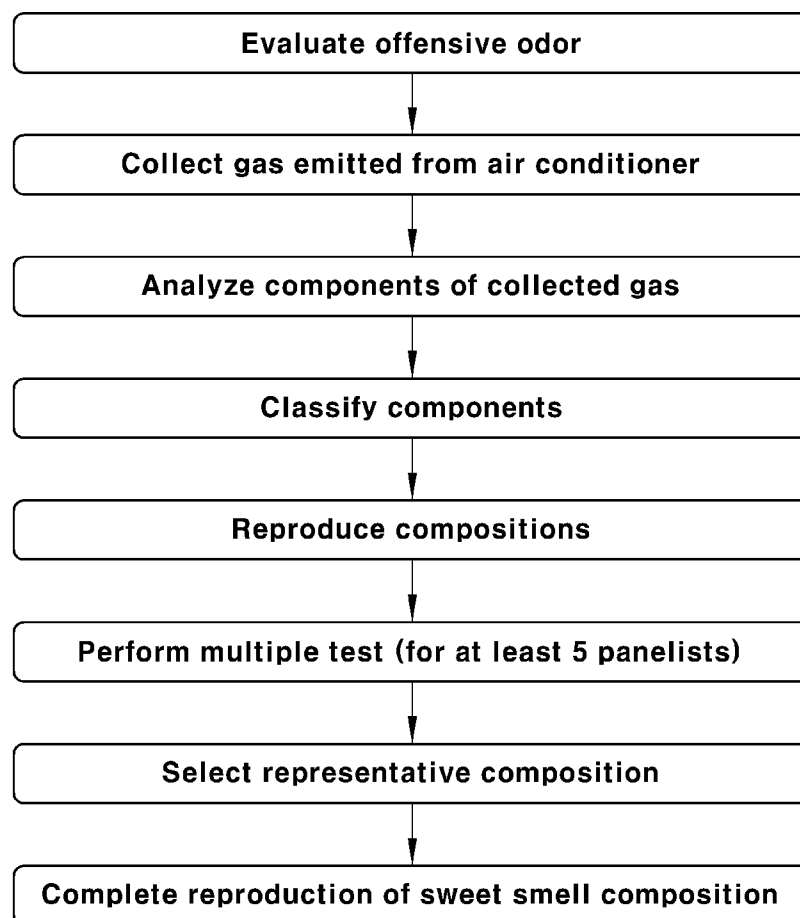 Evaluate offensive odor
Collect gas emitted from air conditioner
Analyze components of collected gas
Classify components
Reproduce compositions
Perform multiple test (for at least 5 panelists)
Select representative composition
Complete reproduction of sweet smell composition